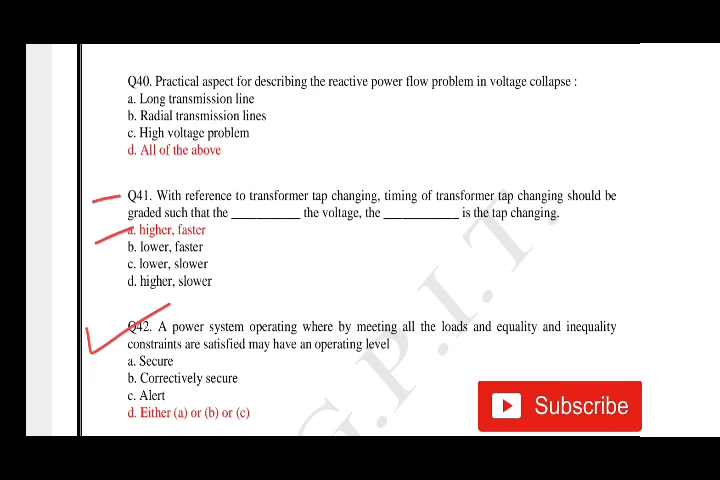 Q40. Practical aspect for describing the reactive power flow problem in voltage collapse :
a. Long transmission line
b. Radial transmission lines
c. High voltage problem
d. All of the above
Q41. With reference to transformer tap changing, timing of transformer tap changing should be
graded such that the __________ the voltage, the ___________ is the tap changing.
a. higher, faster
b. lower, faster
c. lower, slower
d. higher, slower
Q42. A power system operating where by meeting all the loads and equality and inequality
constraints are satisfied may have an operating level
a. Secure
b. Correctively secure
c. Alert
d. Either (a) or (b) or (c)
G.P.I.T.
Subscribe